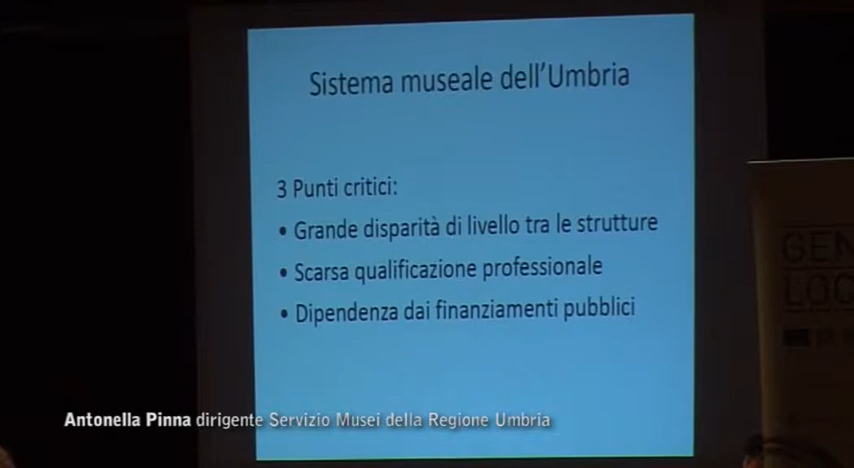 Sistema museale dell'Umbria
3 Punti critici:
• Grande disparità di livello tra le strutture
• Scarsa qualificazione professionale
• Dipendenza dai finanziamenti pubblici
Antonella Pinna dirigente Servizio Musei della Regione Umbria